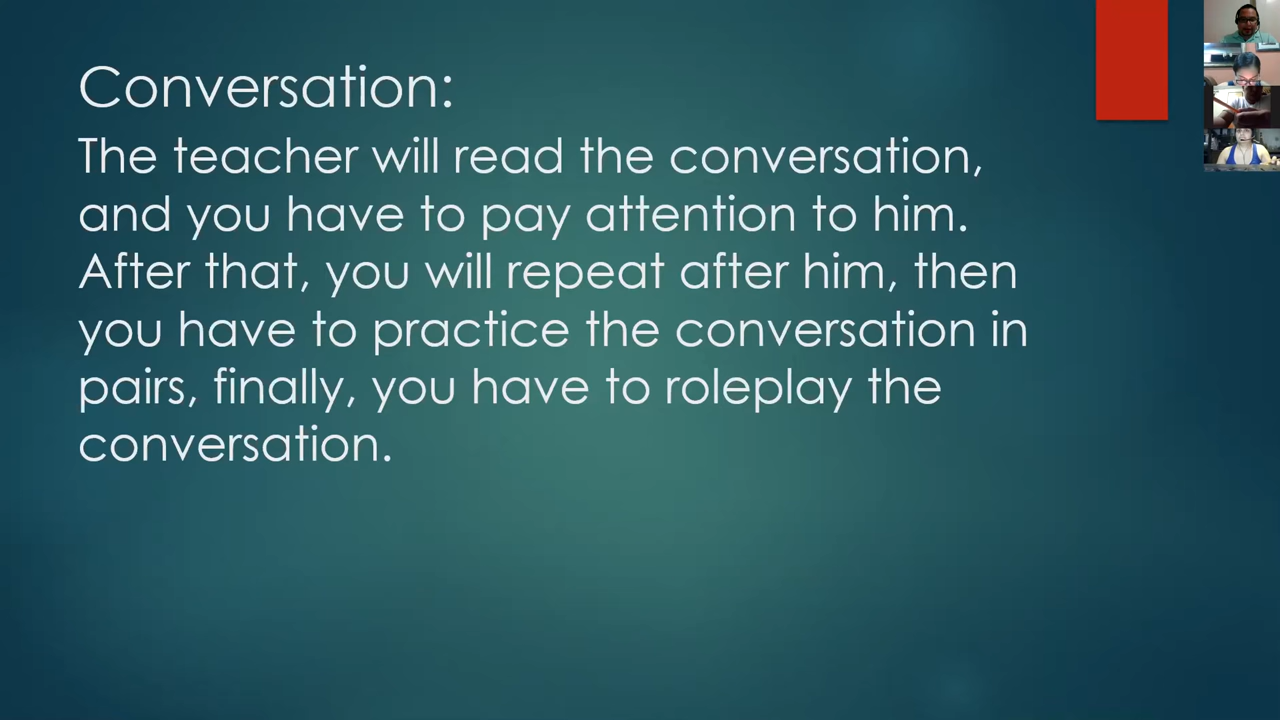 Conversation:
The teacher will read the conversation,
and you have to pay attention to him.
After that, you will repeat after him, then
you have to practice the conversation in
pairs, finally, you have to roleplay the
conversation.